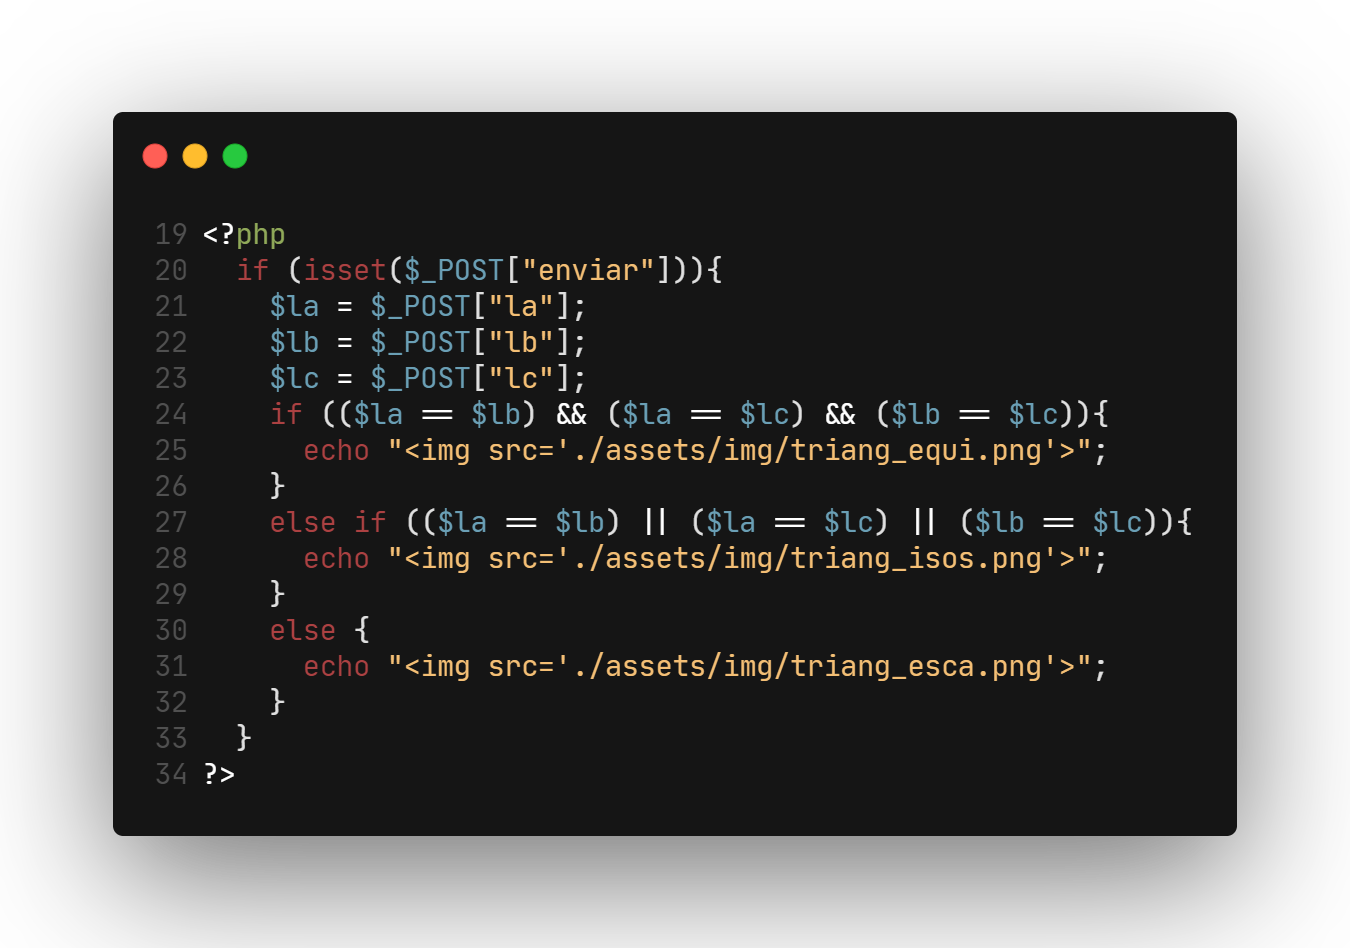 19 <?php
20   if (isset($_POST["enviar"])){
21     $la = $_POST["la"];
22     $lb = $_POST["lb"];
23     $lc = $_POST["lc"];
24     if (($la == $lb) && ($la == $lc) && ($lb == $lc)){
25       echo "<img src='./assets/img/triang_equi.png'>";
26     }
27     else if (($la == $lb) || ($la == $lc) || ($lb == $lc)){
28       echo "<img src='./assets/img/triang_isos.png'>";
29     }
30     else {
31       echo "<img src='./assets/img/triang_esca.png'>";
32     }
33   }
34 ?>